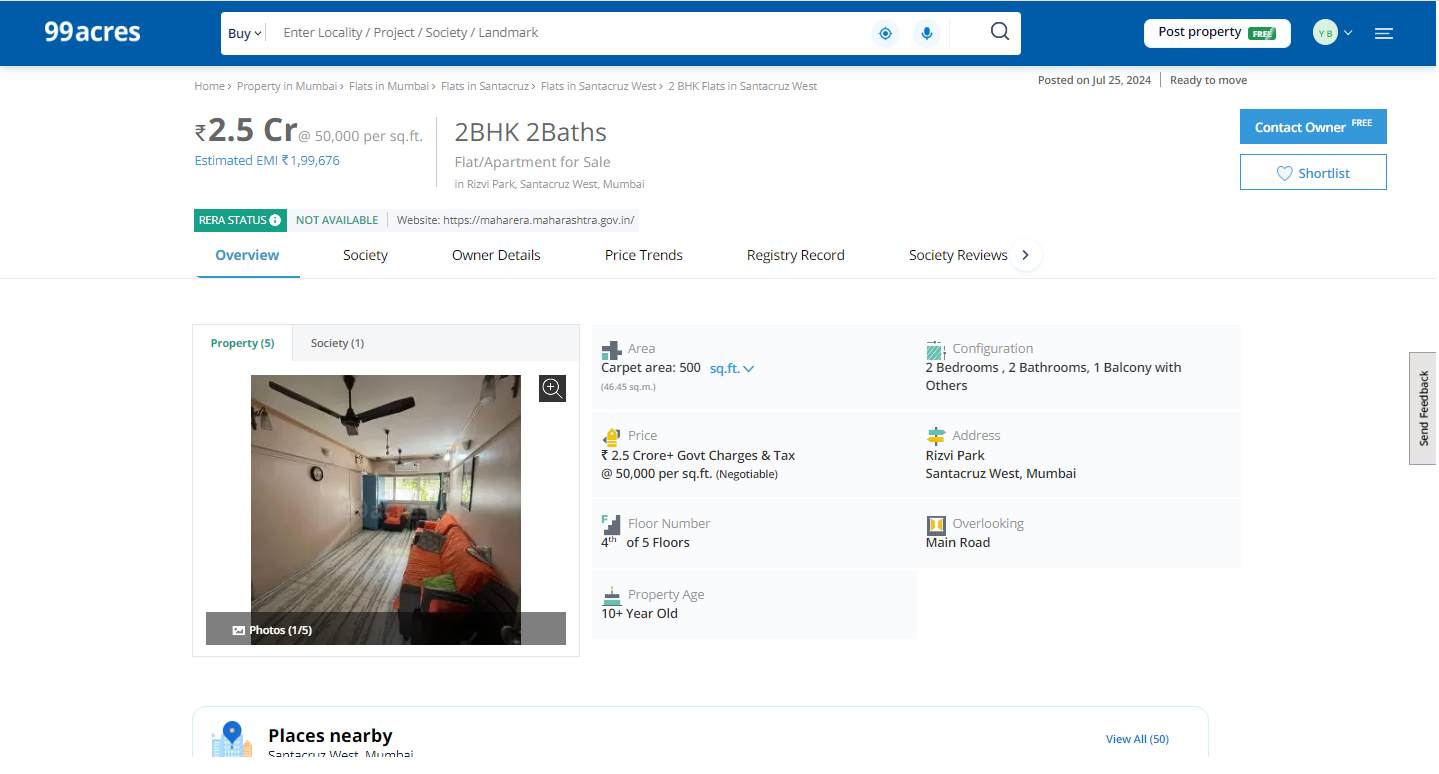 99acres
Buy
Enter Locality / Project / Society / Landmark
Post property FREE
Y B
Home › Property in Mumbai › Flats in Mumbai › Flats in Santacruz › Flats in Santacruz West › 2 BHK Flats in Santacruz West
Posted on Jul 25, 2024 | Ready to move
₹2.5 Cr @ 50,000 per sq.ft.
Estimated EMI ₹1,99,676
2BHK 2Baths
Flat/Apartment for Sale
in Rizvi Park, Santacruz West, Mumbai
Contact Owner FREE
Shortlist
RERA STATUS NOT AVAILABLE | Website: https://maharera.maharashtra.gov.in/
Overview Society Owner Details Price Trends Registry Record Society Reviews
Property (5) Society (1)
Photos (1/5)
Area
Carpet area: 500 sq.ft.
(46.45 sq.m.)
Configuration
2 Bedrooms , 2 Bathrooms, 1 Balcony with
Others
Price
₹ 2.5 Crore+ Govt Charges & Tax
@ 50,000 per sq.ft. (Negotiable)
Address
Rizvi Park
Santacruz West, Mumbai
Floor Number
4th of 5 Floors
Overlooking
Main Road
Property Age
10+ Year Old
Send Feedback
Places nearby
Santacruz West, Mumbai
View All (50)